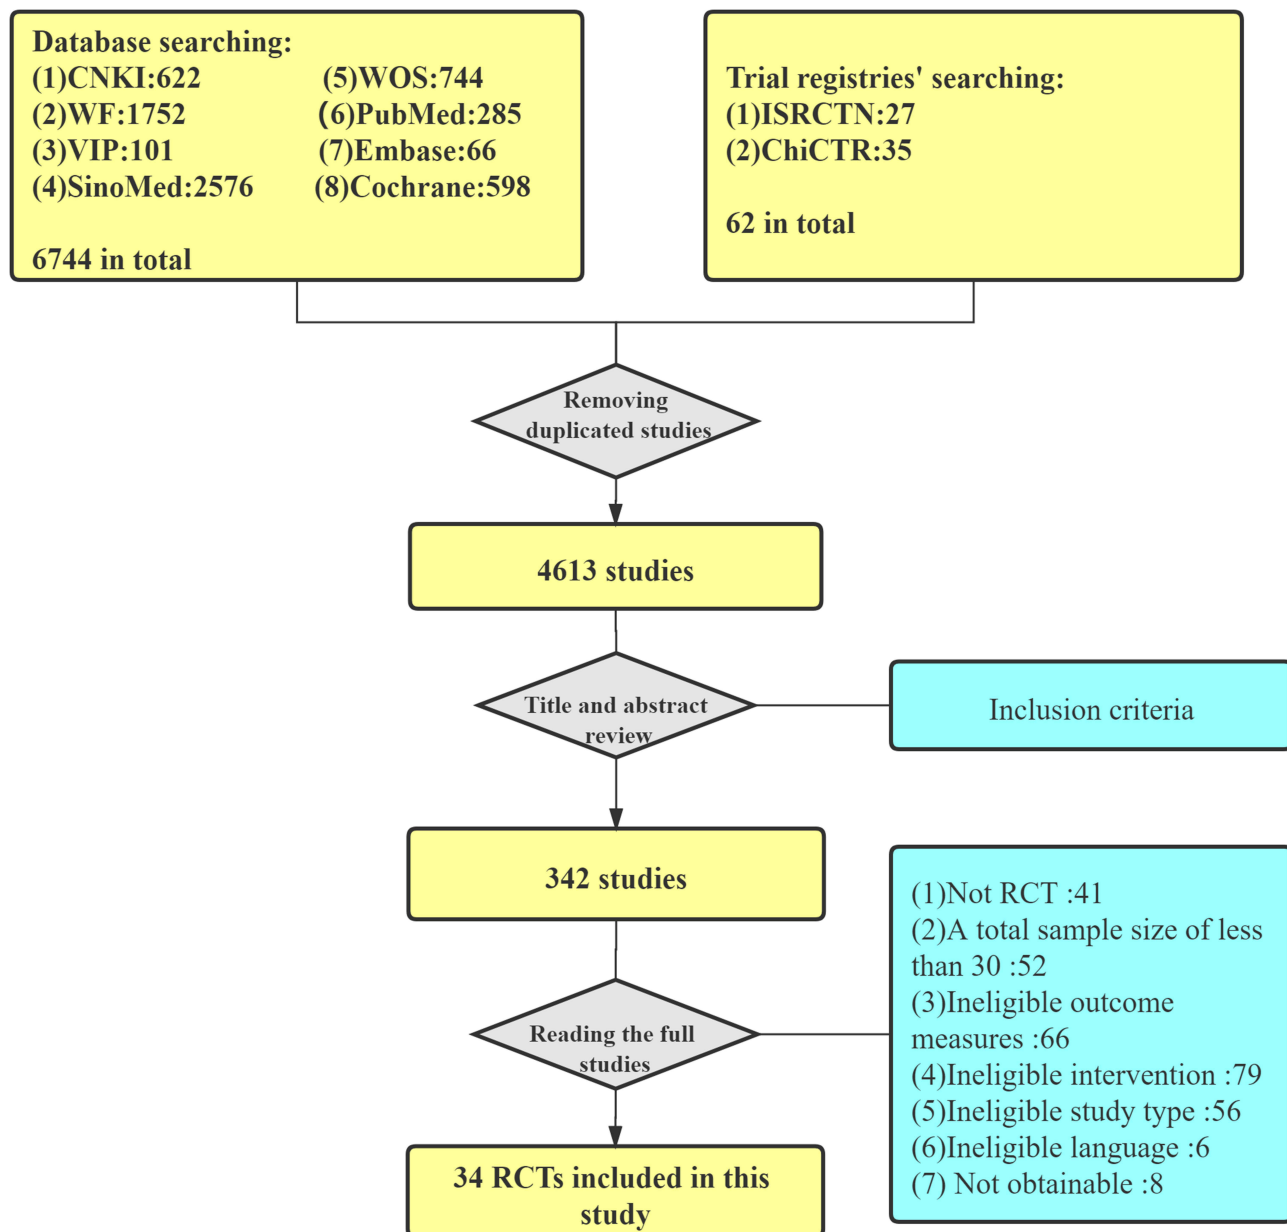 Database searching:
(1)CNKI:622 (5)WOS:744
(2)WF:1752 (6)PubMed:285
(3)VIP:101 (7)Embase:66
(4)SinoMed:2576 (8)Cochrane:598
6744 in total
Trial registries' searching:
(1)ISRCTN:27
(2)ChiCTR:35
62 in total
Removing
duplicated studies
4613 studies
Title and abstract
review
Inclusion criteria
342 studies
Reading the full
studies
(1)Not RCT :41
(2)A total sample size of less
than 30 :52
(3)Ineligible outcome
measures :66
(4)Ineligible intervention :79
(5)Ineligible study type :56
(6)Ineligible language :6
(7) Not obtainable :8
34 RCTs included in this
study